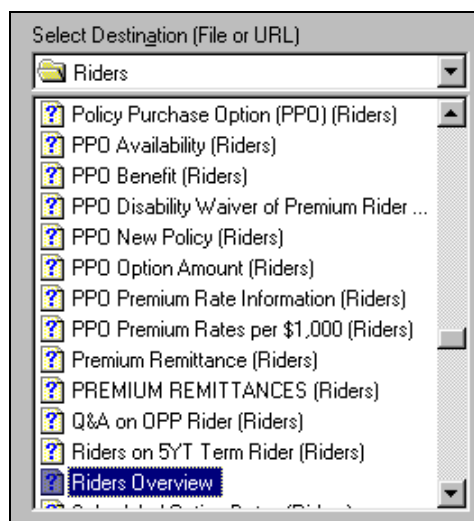 Select Destination (File or URL)
Riders
Policy Purchase Option (PPO) (Riders)
PPO Availability (Riders)
PPO Benefit (Riders)
PPO Disability Waiver of Premium Rider ...
PPO New Policy (Riders)
PPO Option Amount (Riders)
PPO Premium Rate Information (Riders)
PPO Premium Rates per $1,000 (Riders)
Premium Remittance (Riders)
PREMIUM REMITTANCES (Riders)
Q&A on OPP Rider (Riders)
Riders on 5YT Term Rider (Riders)
Riders Overview